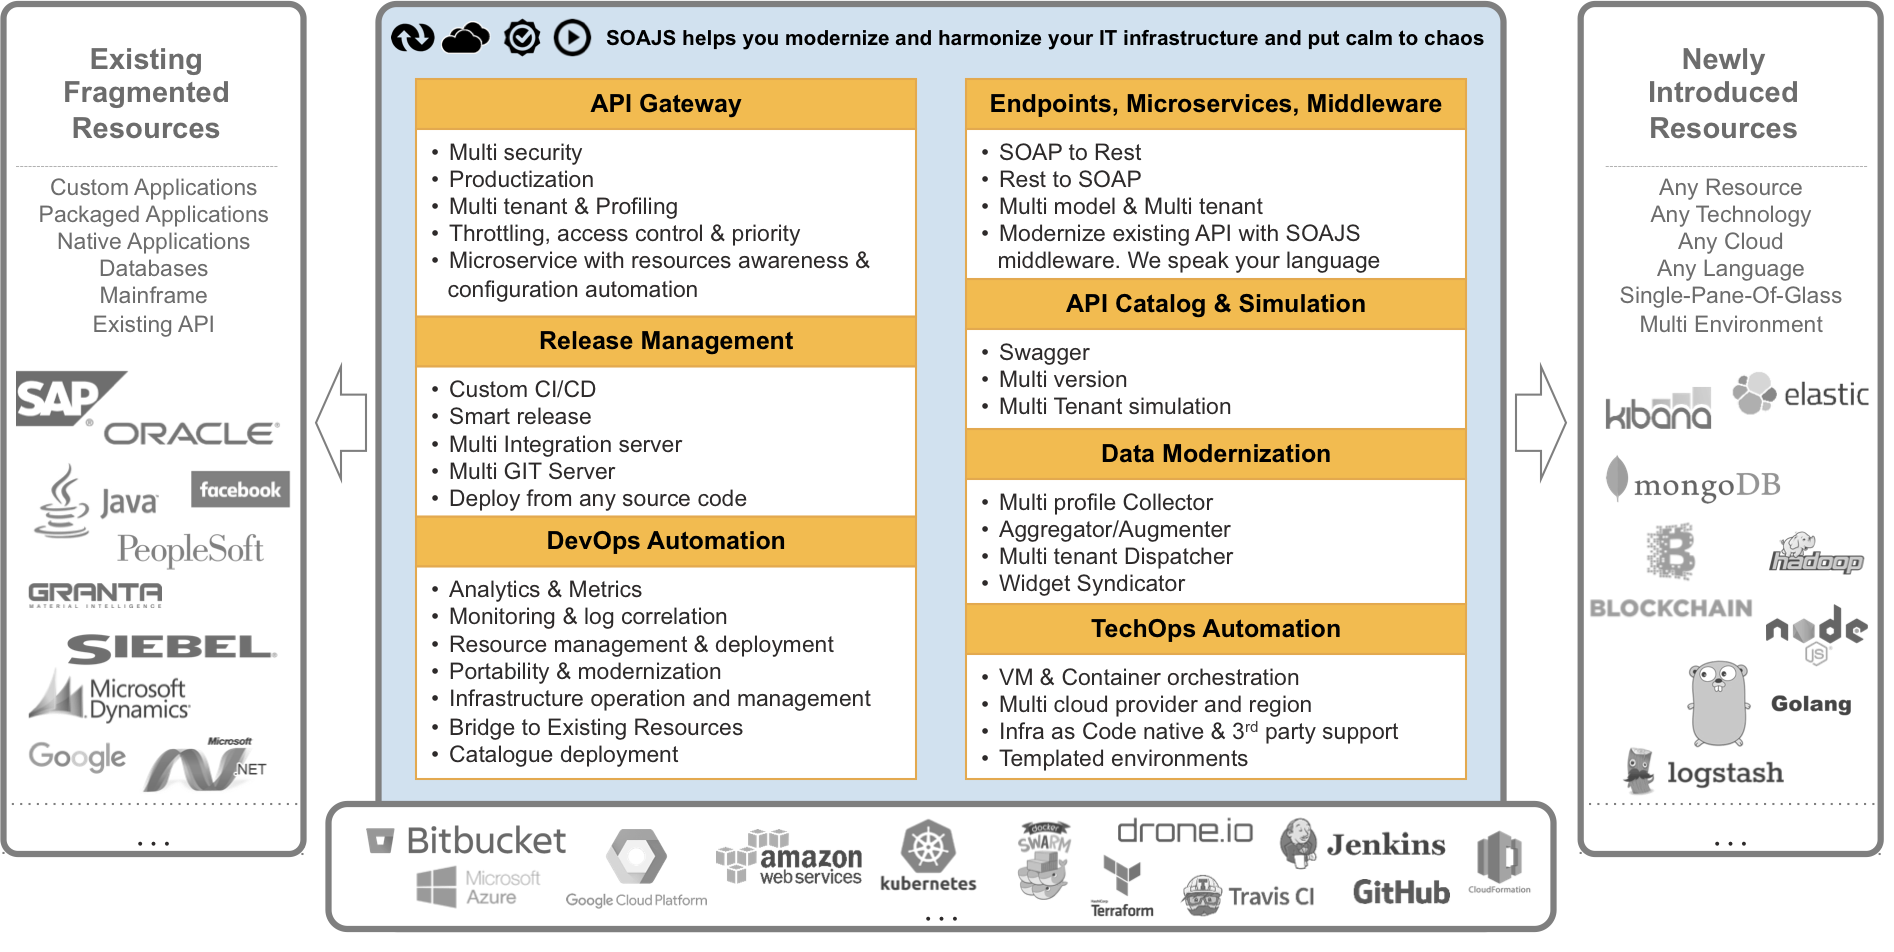 Existing
Fragmented
Resources
Custom Applications
Packaged Applications
Native Applications
Databases
Mainframe
Existing API
SAP
®
ORACLE®
Java
facebook
PeopleSoft
GRANTA
MATERIAL INTELLIGENCE
SIEBEL
Microsoft
Dynamics
Google
Microsoft
.NET
...
SOAJS helps you modernize and harmonize your IT infrastructure and put calm to chaos
API Gateway
• Multi security
• Productization
• Multi tenant & Profiling
• Throttling, access control & priority
• Microservice with resources awareness &
configuration automation
Release Management
• Custom CI/CD
• Smart release
• Multi Integration server
• Multi GIT Server
• Deploy from any source code
DevOps Automation
• Analytics & Metrics
• Monitoring & log correlation
• Resource management & deployment
• Portability & modernization
• Infrastructure operation and management
• Bridge to Existing Resources
• Catalogue deployment
Endpoints, Microservices, Middleware
• SOAP to Rest
• Rest to SOAP
• Multi model & Multi tenant
• Modernize existing API with SOAJS
middleware. We speak your language
API Catalog & Simulation
• Swagger
• Multi version
• Multi Tenant simulation
Data Modernization
• Multi profile Collector
• Aggregator/Augmenter
• Multi tenant Dispatcher
• Widget Syndicator
TechOps Automation
• VM & Container orchestration
• Multi cloud provider and region
• Infra as Code native & 3rd party support
• Templated environments
Newly
Introduced
Resources
Any Resource
Any Technology
Any Cloud
Any Language
Single-Pane-Of-Glass
Multi Environment
kibana
elastic
mongoDB
hadoop
BLOCKCHAIN
node
JS
Golang
logstash
...
Bitbucket
Microsoft
Azure
Google Cloud Platform
amazon
web services
kubernetes
docker
SWARM
drone.io
HashiCorp
Terraform
Jenkins
Travis CI
GitHub
CloudFormation
...